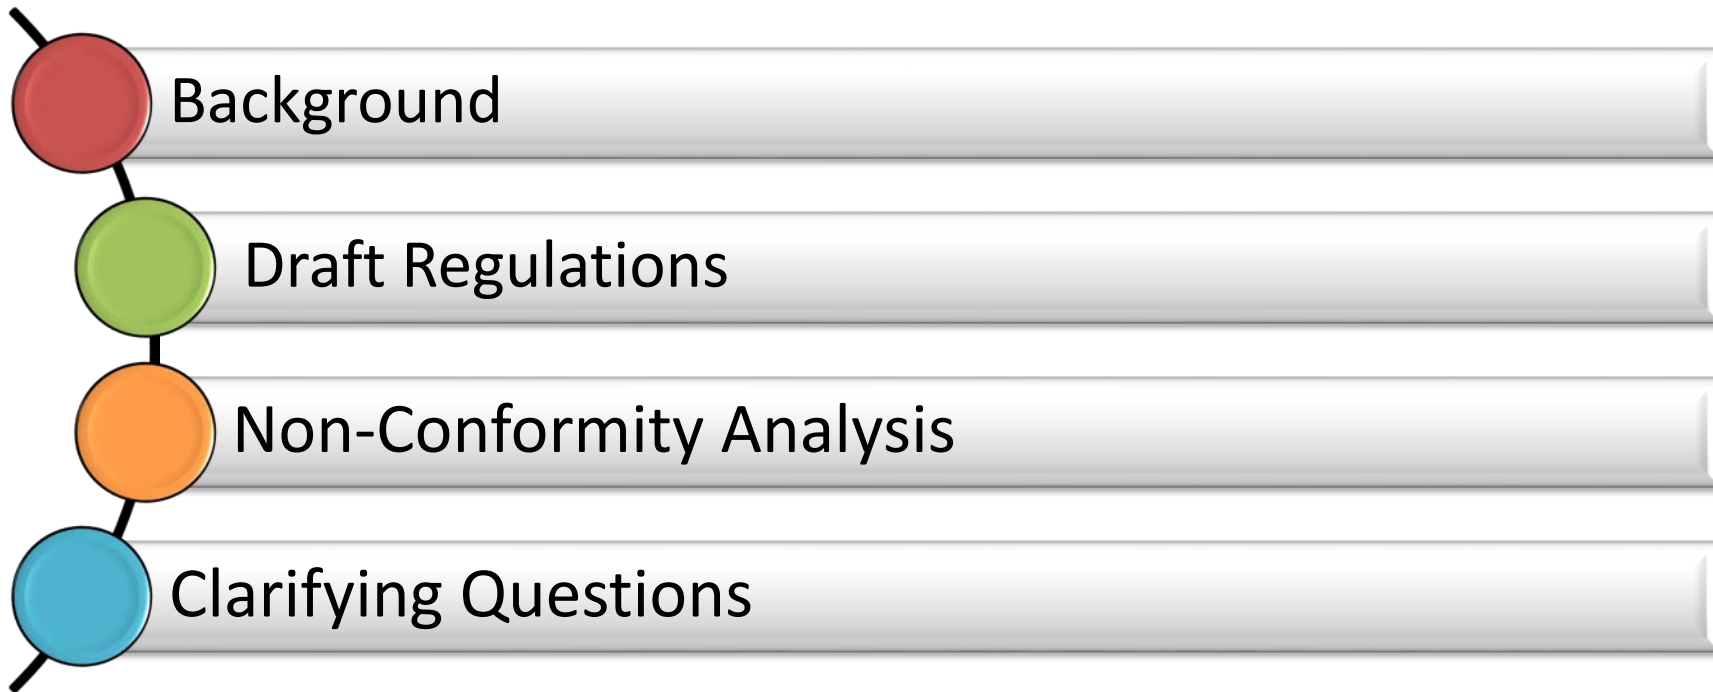 Background
Draft Regulations
Non-Conformity Analysis
Clarifying Questions